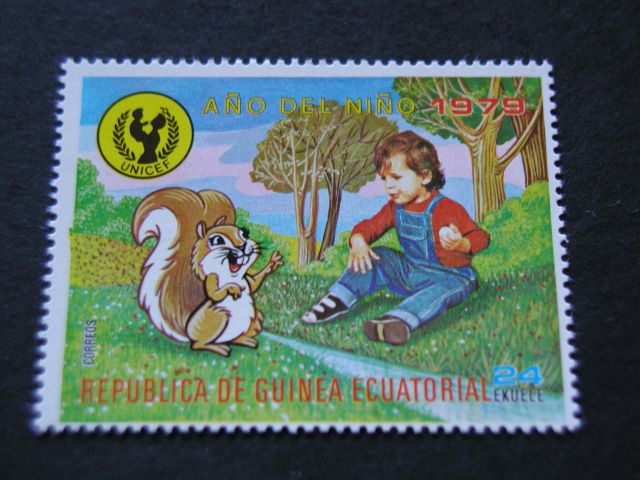 AÑO DEL NIÑO 1979
UNICEF
CORREOS
REPUBLICA DE GUINEA ECUATORIAL
24
EKUELE